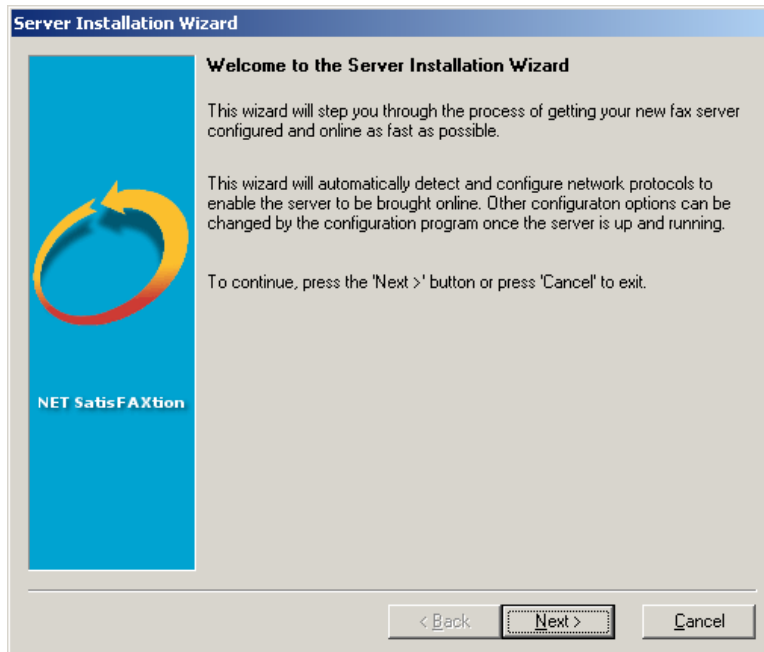 Server Installation Wizard
Welcome to the Server Installation Wizard
This wizard will step you through the process of getting your new fax server
configured and online as fast as possible.
This wizard will automatically detect and configure network protocols to
enable the server to be brought online. Other configuraton options can be
changed by the configuration program once the server is up and running.
To continue, press the 'Next >' button or press 'Cancel' to exit.
NET SatisFAXtion
< Back
Next >
Cancel